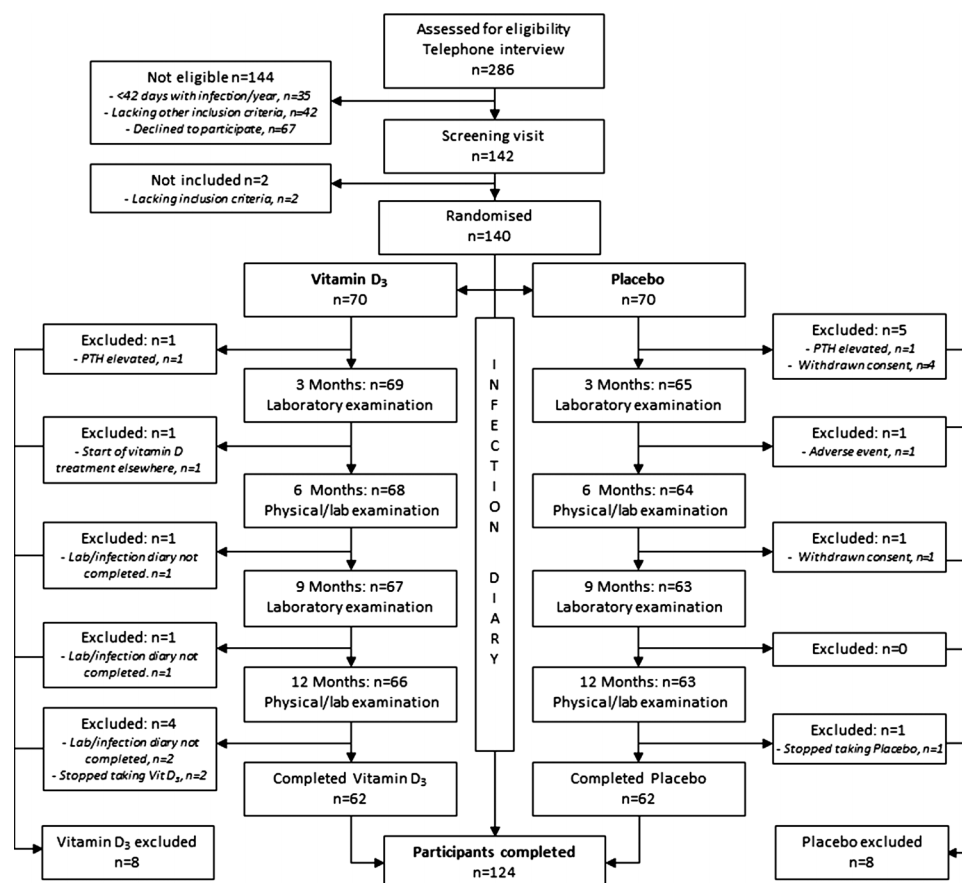 Assessed for eligibility
Telephone interview
n=286
Not eligible n=144
- <42 days with infection/year, n=35
- Lacking other inclusion criteria, n=42
- Declined to participate, n=67
Screening visit
n=142
Not included n=2
- Lacking inclusion criteria, n=2
Randomised
n=140
Vitamin D₃
n=70
Placebo
n=70
INFECTION DIARY
Excluded: n=1
- PTH elevated, n=1
Excluded: n=5
- PTH elevated, n=1
- Withdrawn consent, n=4
3 Months: n=69
Laboratory examination
3 Months: n=65
Laboratory examination
Excluded: n=1
- Start of vitamin D
treatment elsewhere, n=1
Excluded: n=1
- Adverse event, n=1
6 Months: n=68
Physical/lab examination
6 Months: n=64
Physical/lab examination
Excluded: n=1
- Lab/infection diary not
completed. n=1
Excluded: n=1
- Withdrawn consent, n=1
9 Months: n=67
Laboratory examination
9 Months: n=63
Laboratory examination
Excluded: n=1
- Lab/infection diary not
completed. n=1
Excluded: n=0
12 Months: n=66
Physical/lab examination
12 Months: n=63
Physical/lab examination
Excluded: n=4
- Lab/infection diary not
completed, n=2
- Stopped taking Vit D₃, n=2
Excluded: n=1
- Stopped taking Placebo, n=1
Completed Vitamin D₃
n=62
Completed Placebo
n=62
Vitamin D₃ excluded
n=8
Participants completed
n=124
Placebo excluded
n=8